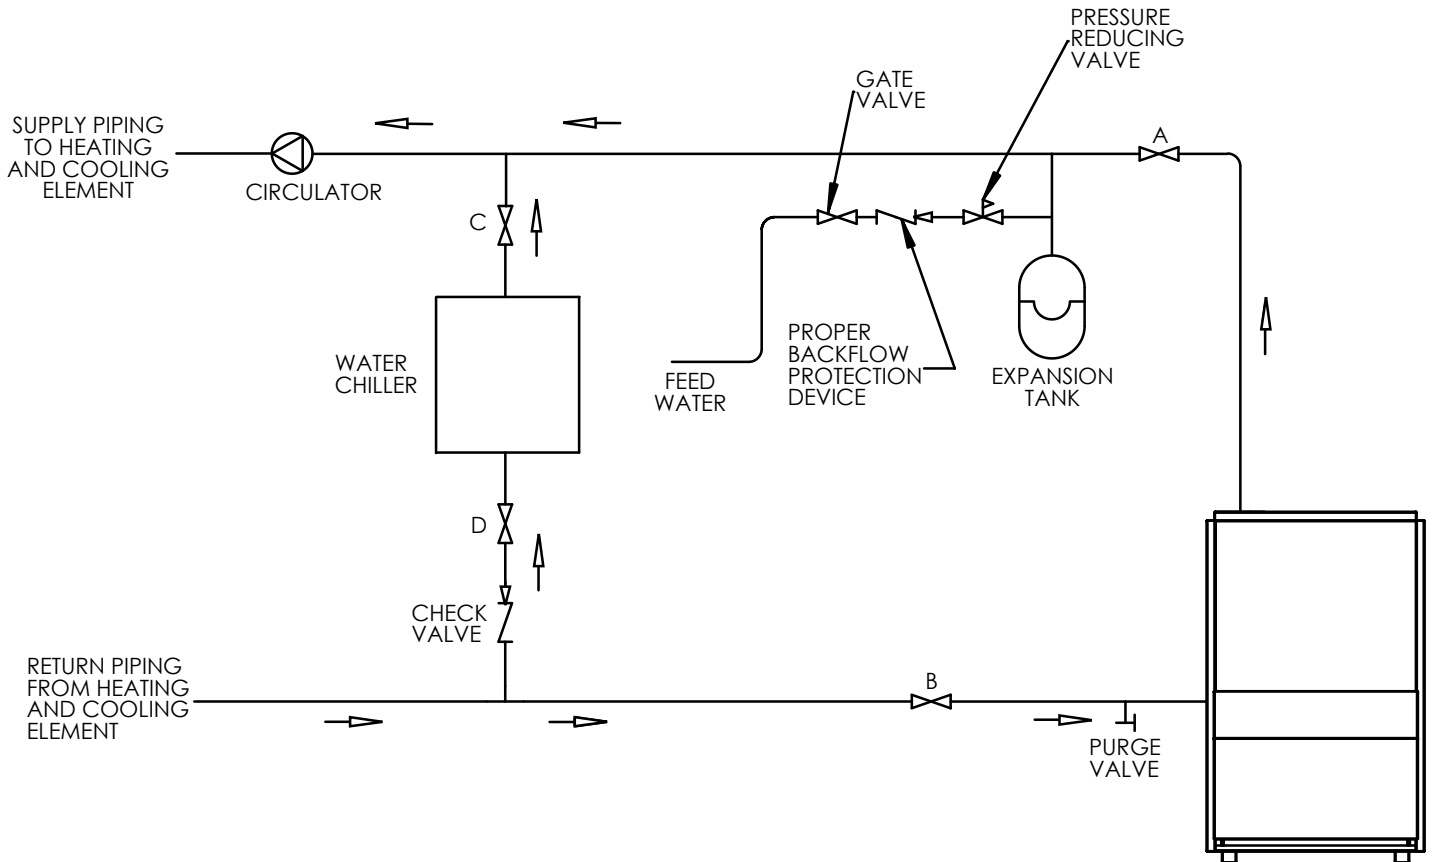 PRESSURE
REDUCING
VALVE
GATE
VALVE
A
SUPPLY PIPING
TO HEATING
AND COOLING
ELEMENT
CIRCULATOR
C
WATER
CHILLER
FEED
WATER
PROPER
BACKFLOW
PROTECTION
DEVICE
EXPANSION
TANK
D
CHECK
VALVE
RETURN PIPING
FROM HEATING
AND COOLING
ELEMENT
B
PURGE
VALVE